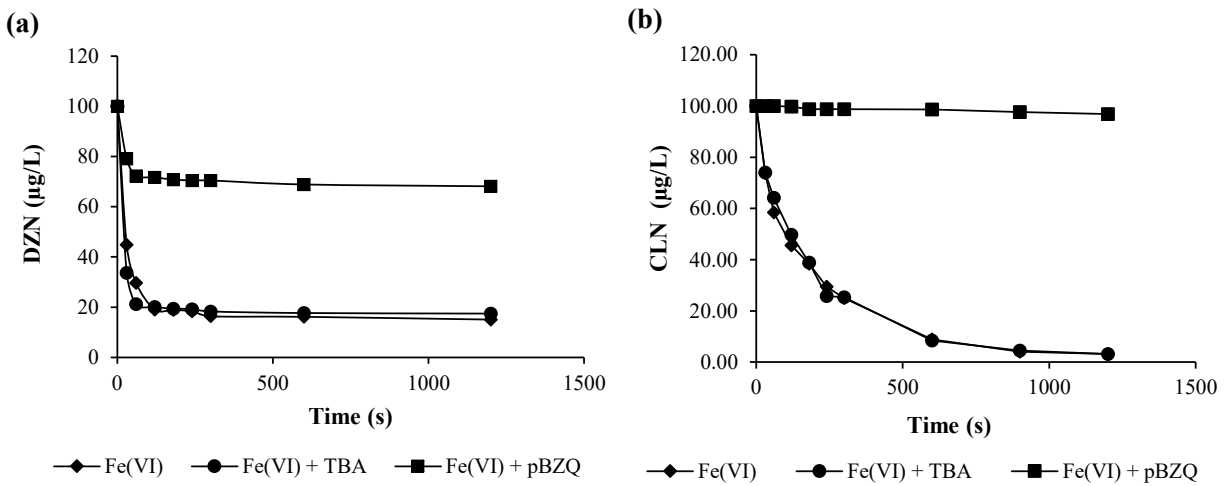 (a)
120
100
80
60
40
20
0
DZN (µg/L)
0 500 1000 1500
Time (s)
Fe(VI) Fe(VI) + TBA Fe(VI) + pBZQ
(b)
120.00
100.00
80.00
60.00
40.00
20.00
0.00
CLN (µg/L)
0 500 1000 1500
Time (s)
Fe(VI) Fe(VI) + TBA Fe(VI) + pBZQ